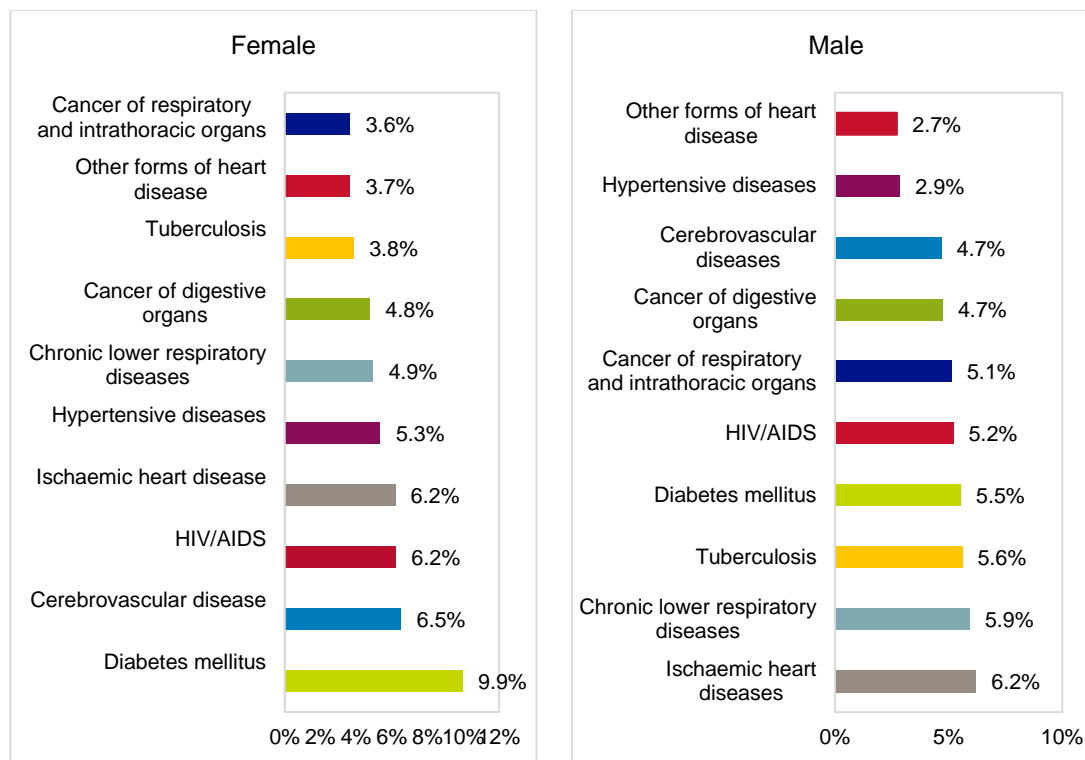 Female
Cancer of respiratory
and intrathoracic organs
3.6%
Other forms of heart
disease
3.7%
Tuberculosis
3.8%
Cancer of digestive
organs
4.8%
Chronic lower respiratory
diseases
4.9%
Hypertensive diseases
5.3%
Ischaemic heart disease
6.2%
HIV/AIDS
6.2%
Cerebrovascular disease
6.5%
Diabetes mellitus
9.9%
0% 2% 4% 6% 8% 10% 12%
Male
Other forms of heart
disease
2.7%
Hypertensive diseases
2.9%
Cerebrovascular
diseases
4.7%
Cancer of digestive
organs
4.7%
Cancer of respiratory
and intrathoracic organs
5.1%
HIV/AIDS
5.2%
Diabetes mellitus
5.5%
Tuberculosis
5.6%
Chronic lower respiratory
diseases
5.9%
Ischaemic heart
diseases
6.2%
0% 5% 10%